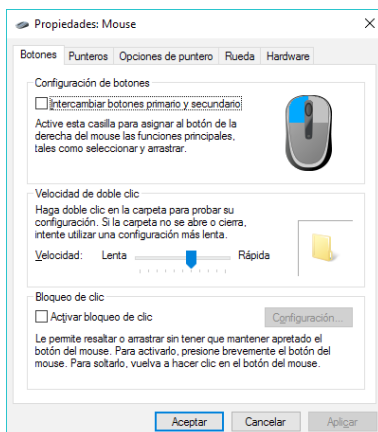 Propiedades: Mouse
Botones Punteros Opciones de puntero Rueda Hardware
Configuración de botones
Intercambiar botones primario y secundario
Active esta casilla para asignar al botón de la
derecha del mouse las funciones principales,
tales como seleccionar y arrastrar.
Velocidad de doble clic
Haga doble clic en la carpeta para probar su
configuración. Si la carpeta no se abre o cierra,
intente utilizar una configuración más lenta.
Velocidad: Lenta Rápida
Bloqueo de clic
Activar bloqueo de clic Configuración...
Le permite resaltar o arrastrar sin tener que mantener apretado el
botón del mouse. Para activarlo, presione brevemente el botón del
mouse. Para soltarlo, vuelva a hacer clic en el botón del mouse.
Aceptar Cancelar Aplicar